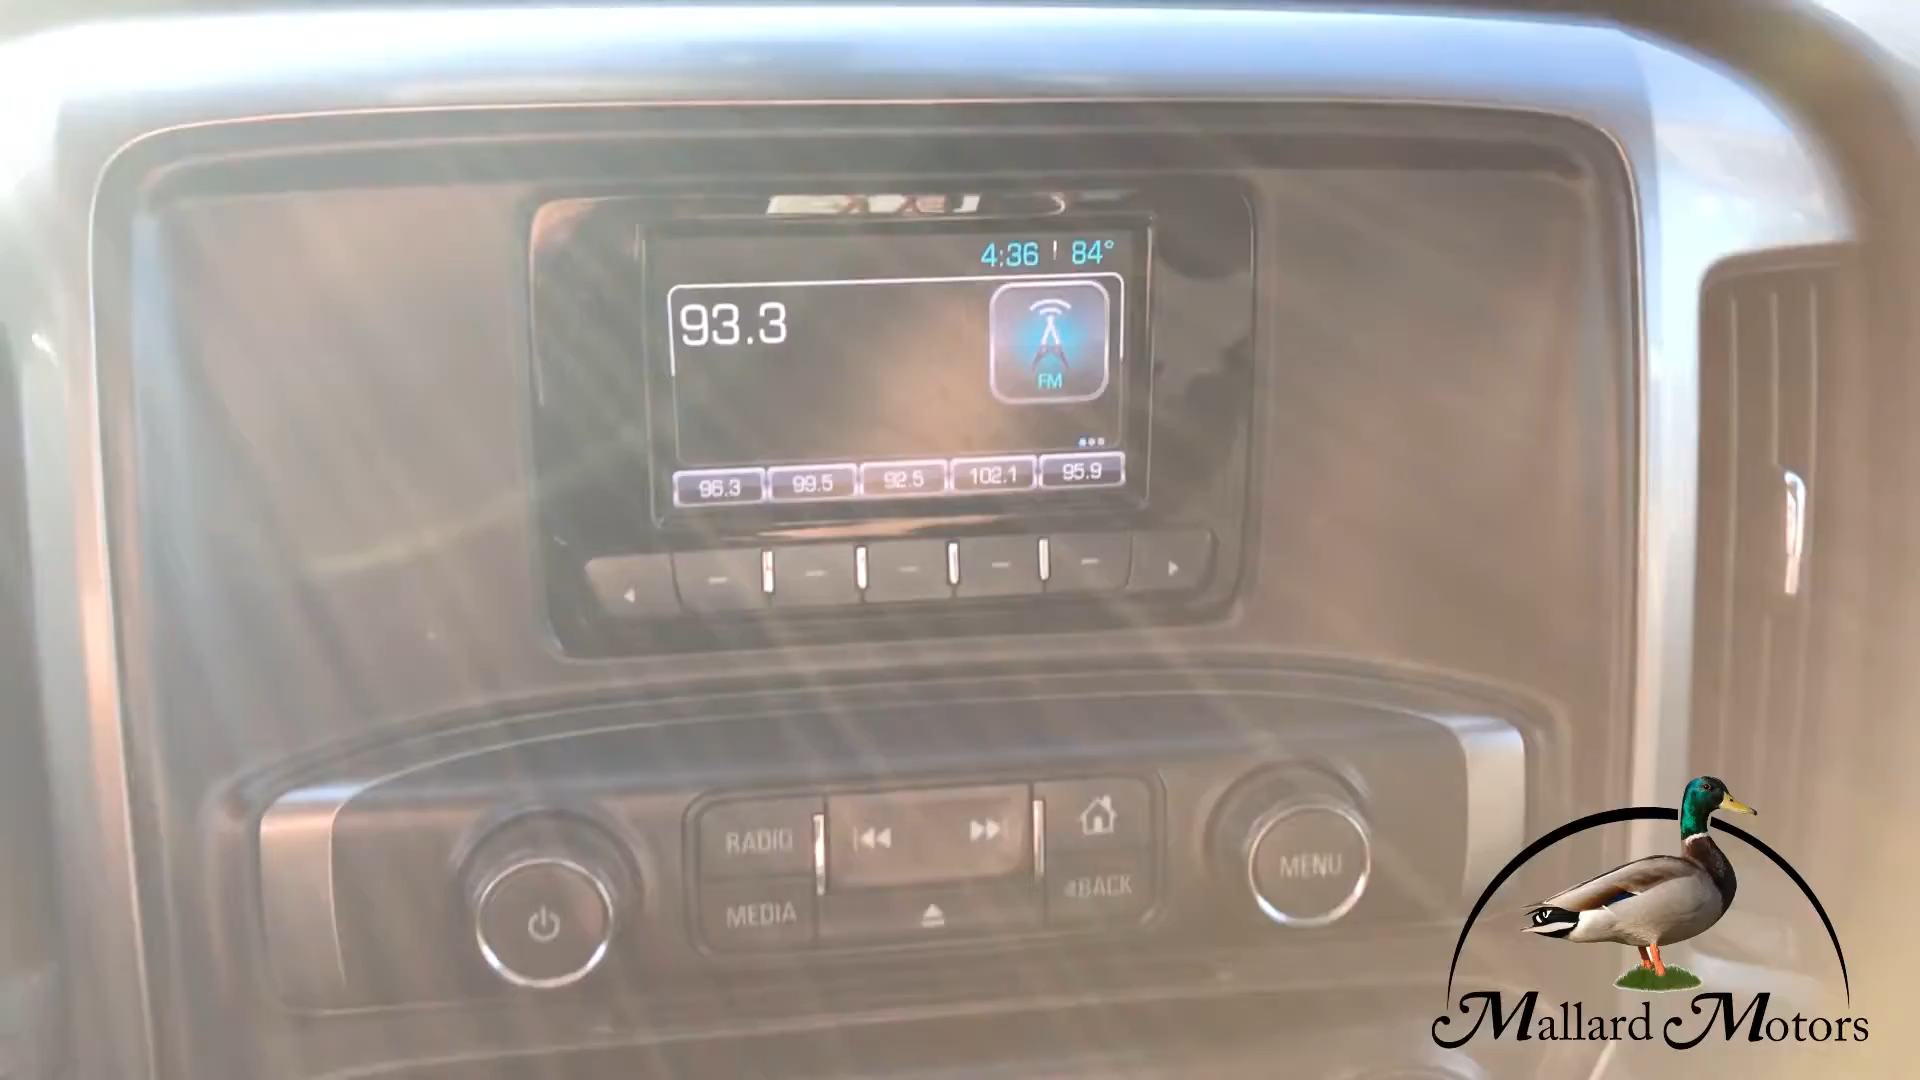 4:36 84°
93.3
FM
96.3 99.5 92.5 102.1 95.9
RADIO
MEDIA
BACK
MENU
Mallard Motors